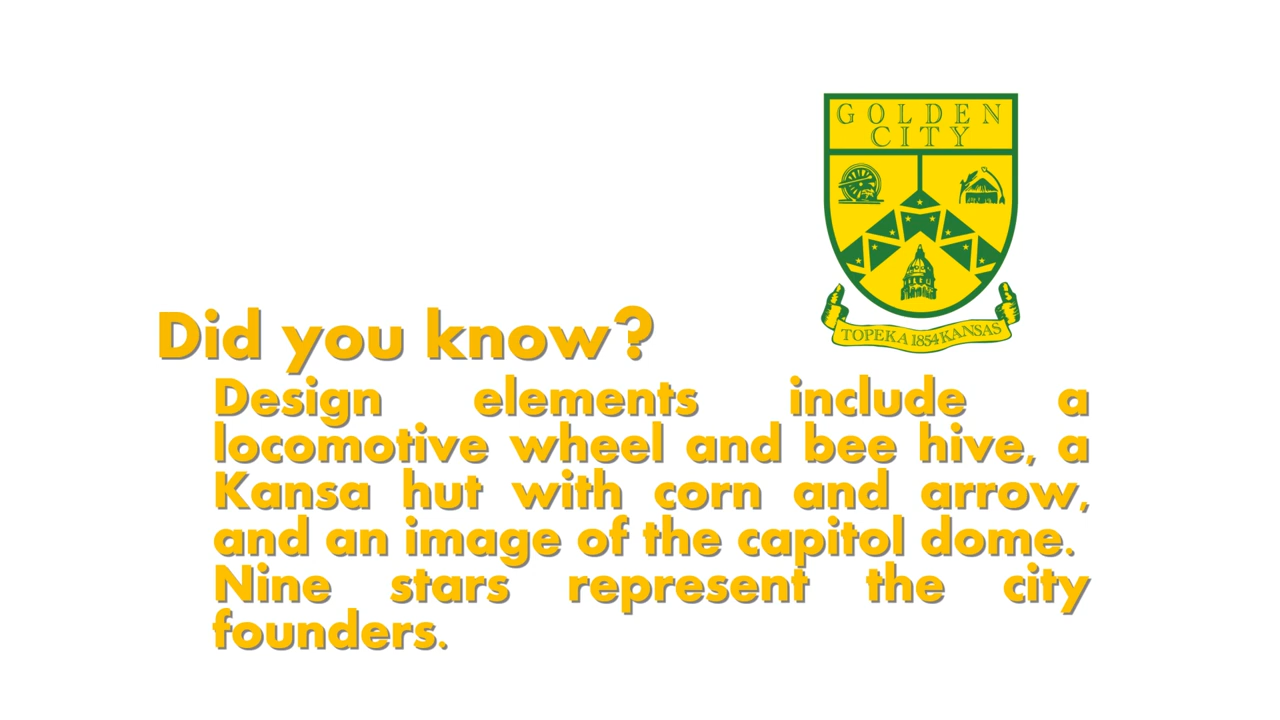 GOLDEN
CITY
TOPEKA 1854 KANSAS
Did you know?
Design elements include a
locomotive wheel and bee hive, a
Kansa hut with corn and arrow,
and an image of the capitol dome.
Nine stars represent the city
founders.